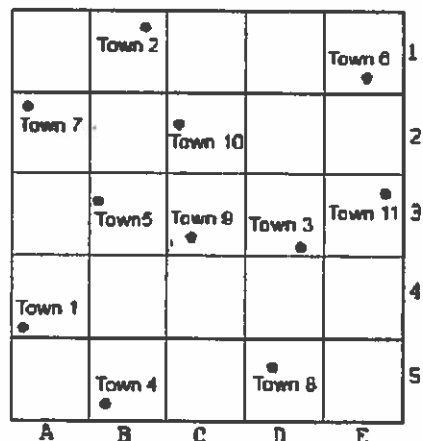 Town 2
Town 6
1
Town 7
Town 10
2
Town5
Town 9
Town 3
Town 11
3
Town 1
4
Town 4
Town 8
5
A B C D E